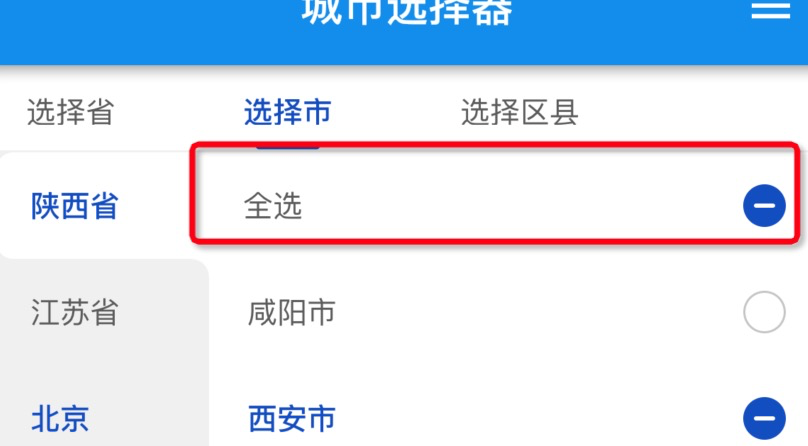 城市选择器
选择省 选择市 选择区县
陕西省 全选
江苏省 咸阳市
北京 西安市